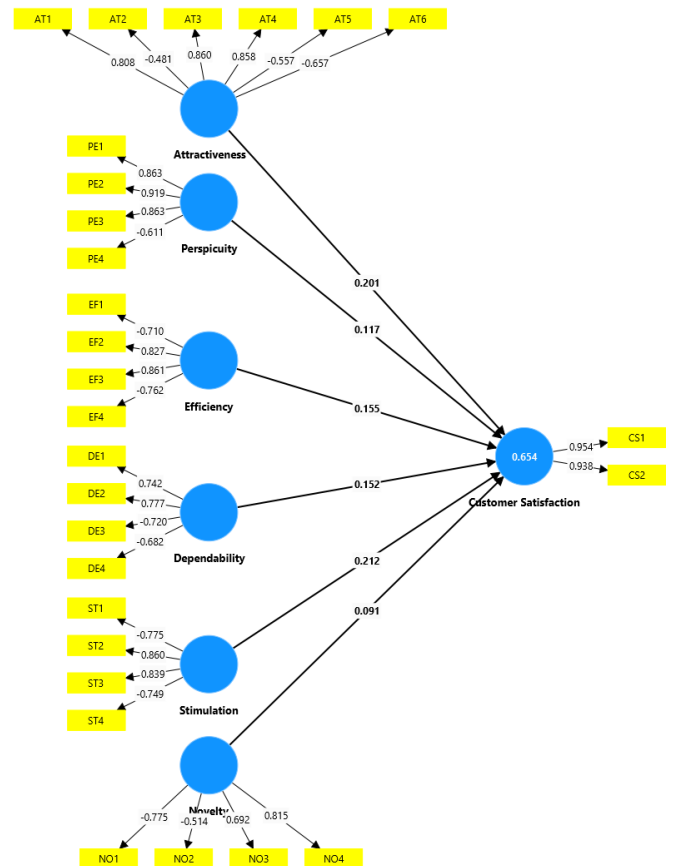 AT1 AT2 AT3 AT4 AT5 AT6
0.808 -0.481 0.860 0.858 -0.557 -0.657
Attractiveness
PE1
PE2
PE3
PE4
0.863
0.919
0.863
-0.611
Perspicuity
0.201
0.117
EF1
EF2
EF3
EF4
-0.710
0.827
0.861
-0.762
Efficiency
0.155
DE1
DE2
DE3
DE4
0.742
0.777
-0.720
-0.682
Dependability
0.152
0.654
Customer Satisfaction
0.954
0.938
CS1
CS2
0.212
0.091
ST1
ST2
ST3
ST4
-0.775
0.860
0.839
-0.749
Stimulation
Novelty
-0.775 -0.514 0.692 0.815
NO1 NO2 NO3 NO4